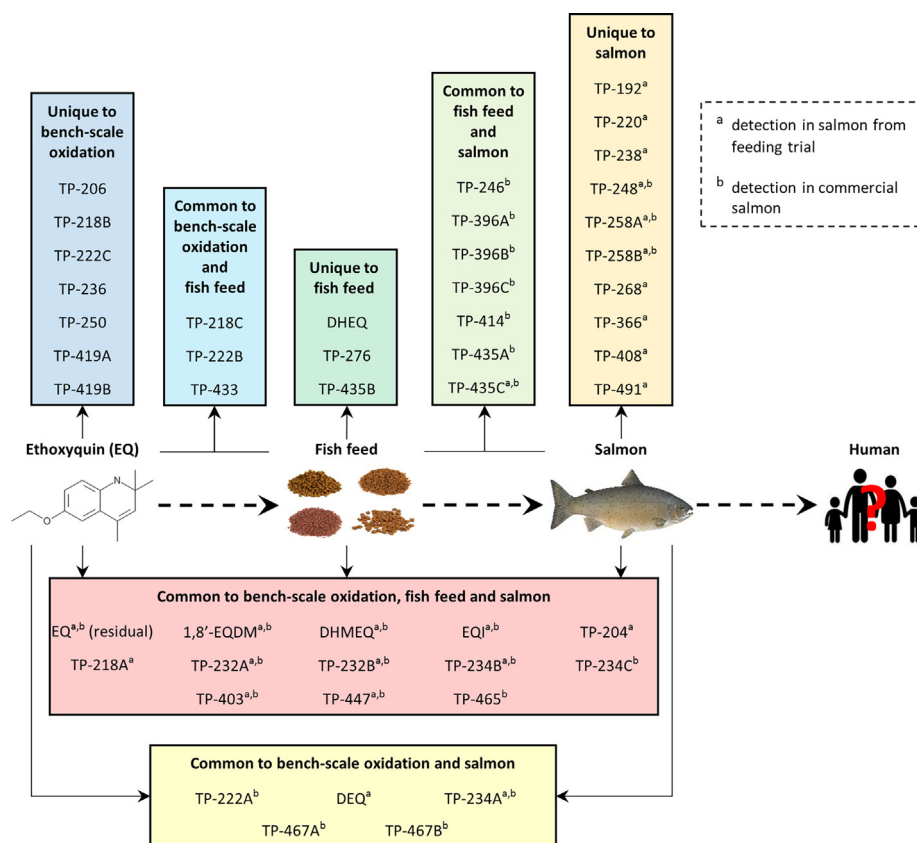 Unique to
bench-scale
oxidation
TP-206
TP-218B
TP-222C
TP-236
TP-250
TP-419A
TP-419B
Common to
bench-scale
oxidation
and
fish feed
TP-218C
TP-222B
TP-433
Unique to
fish feed
DHEQ
TP-276
TP-435B
Common to
fish feed
and
salmon
TP-246ᵇ
TP-396Aᵇ
TP-396Bᵇ
TP-396Cᵇ
TP-414ᵇ
TP-435Aᵇ
TP-435Cᵃ,ᵇ
Unique to
salmon
TP-192ᵃ
TP-220ᵃ
TP-238ᵃ
TP-248ᵃ,ᵇ
TP-258Aᵃ,ᵇ
TP-258Bᵃ,ᵇ
TP-268ᵃ
TP-366ᵃ
TP-408ᵃ
TP-491ᵃ
ᵃ detection in salmon from
feeding trial
ᵇ detection in commercial
salmon
Ethoxyquin (EQ) Fish feed Salmon Human
N
O
?
Common to bench-scale oxidation, fish feed and salmon
EQᵃ,ᵇ (residual) 1,8′-EQDMᵃ,ᵇ DHMEQᵃ,ᵇ EQIᵃ,ᵇ TP-204ᵃ
TP-218Aᵃ TP-232Aᵃ,ᵇ TP-232Bᵃ,ᵇ TP-234Bᵃ,ᵇ TP-234Cᵇ
TP-403ᵃ,ᵇ TP-447ᵃ,ᵇ TP-465ᵇ
Common to bench-scale oxidation and salmon
TP-222Aᵇ DEQᵃ TP-234Aᵃ,ᵇ
TP-467Aᵇ TP-467Bᵇ